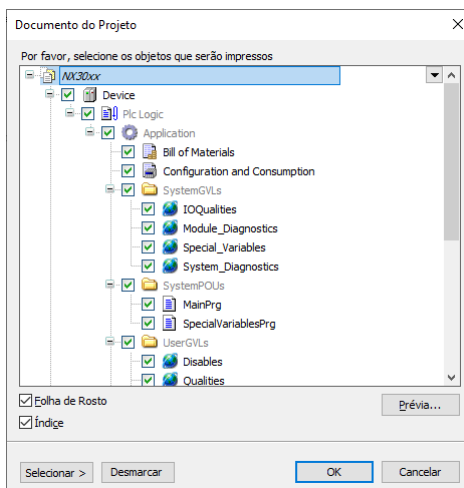 Documento do Projeto
Por favor, selecione os objetos que serão impressos
NX30xx
Device
Plc Logic
Application
Bill of Materials
Configuration and Consumption
SystemGVLs
IOQualities
Module_Diagnostics
Special_Variables
System_Diagnostics
SystemPOUs
MainPrg
SpecialVariablesPrg
UserGVLs
Disables
Qualities
Folha de Rosto
Prévia...
Índice
Selecionar >
Desmarcar
OK
Cancelar